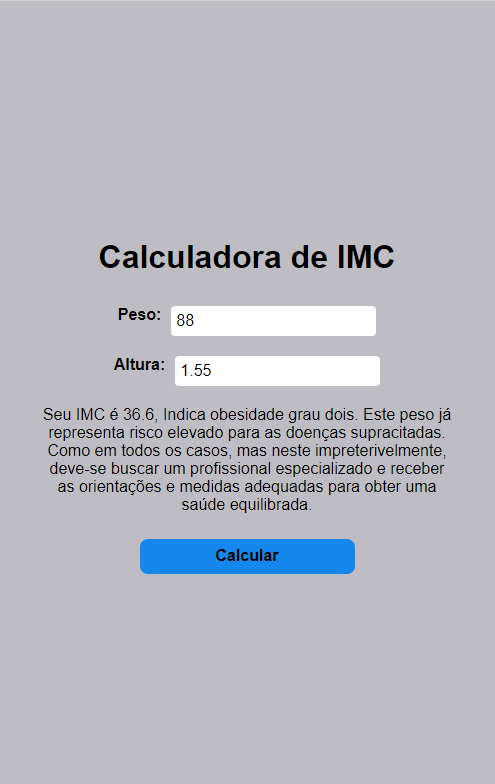 Calculadora de IMC
Peso: 88
Altura: 1.55
Seu IMC é 36.6, Indica obesidade grau dois. Este peso já
representa risco elevado para as doenças supracitadas.
Como em todos os casos, mas neste impreterivelmente,
deve-se buscar um profissional especializado e receber
as orientações e medidas adequadas para obter uma
saúde equilibrada.
Calcular